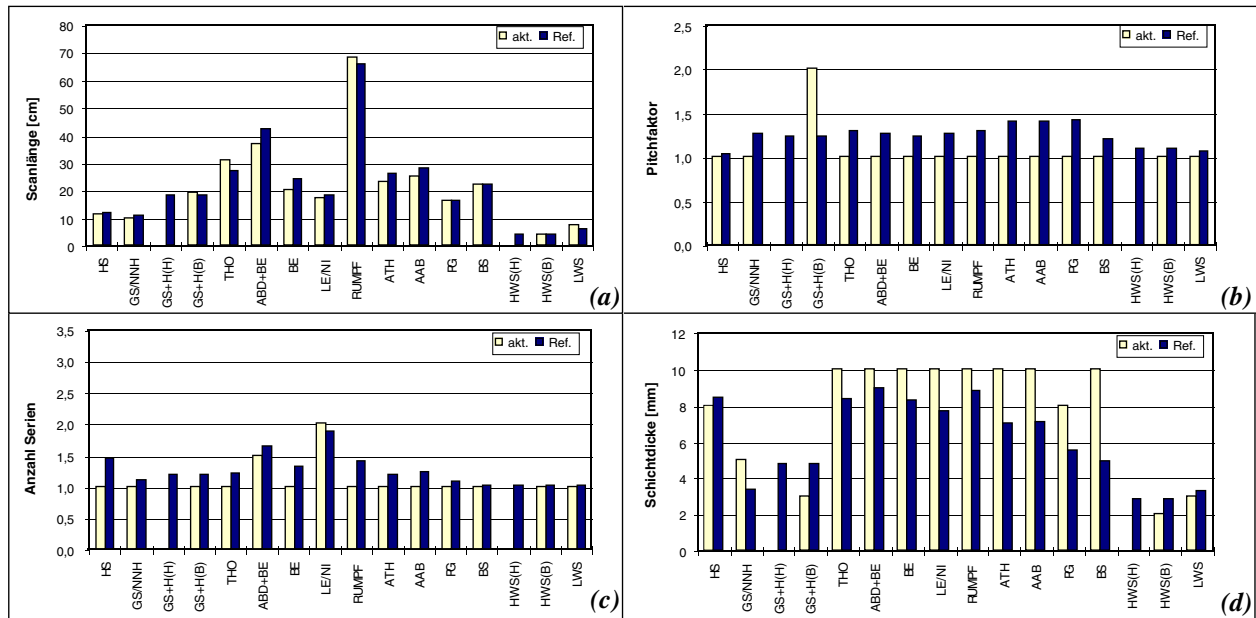 akt. Ref.
Scanlänge [cm]
80
70
60
50
40
30
20
10
0
HS
GS/NNH
GS+H(H)
GS+H(B)
THO
ABD+BE
BE
LE/NI
RUMPF
ATH
AAB
FG
BS
HWS(H)
HWS(B)
LWS
(a)
akt. Ref.
Pitchfaktor
2,5
2,0
1,5
1,0
0,5
0,0
HS
GS/NNH
GS+H(H)
GS+H(B)
THO
ABD+BE
BE
LE/NI
RUMPF
ATH
AAB
FG
BS
HWS(H)
HWS(B)
LWS
(b)
akt. Ref.
Anzahl Serien
3,5
3,0
2,5
2,0
1,5
1,0
0,5
0,0
HS
GS/NNH
GS+H(H)
GS+H(B)
THO
ABD+BE
BE
LE/NI
RUMPF
ATH
AAB
FG
BS
HWS(H)
HWS(B)
LWS
(c)
akt. Ref.
Schichtdicke [mm]
12
10
8
6
4
2
0
HS
GS/NNH
GS+H(H)
GS+H(B)
THO
ABD+BE
BE
LE/NI
RUMPF
ATH
AAB
FG
BS
HWS(H)
HWS(B)
LWS
(d)